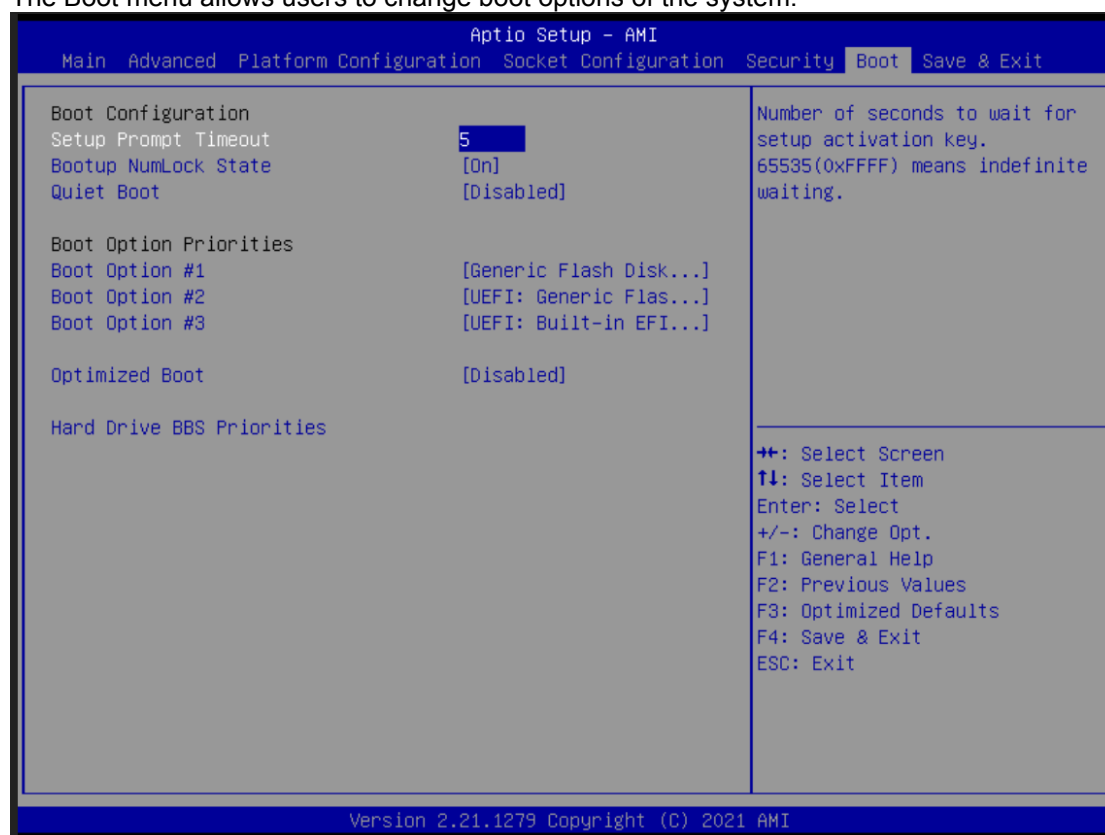 The Boot menu allows users to change boot options of the system.
Aptio Setup - AMI
Main Advanced Platform Configuration Socket Configuration Security Boot Save & Exit
Boot Configuration
Setup Prompt Timeout 5
Bootup NumLock State [On]
Quiet Boot [Disabled]
Boot Option Priorities
Boot Option #1 [Generic Flash Disk...]
Boot Option #2 [UEFI: Generic Flas...]
Boot Option #3 [UEFI: Built-in EFI...]
Optimized Boot [Disabled]
Hard Drive BBS Priorities
Number of seconds to wait for
setup activation key.
65535(0xFFFF) means indefinite
waiting.
→←: Select Screen
↑↓: Select Item
Enter: Select
+/-: Change Opt.
F1: General Help
F2: Previous Values
F3: Optimized Defaults
F4: Save & Exit
ESC: Exit
Version 2.21.1279 Copyright (C) 2021 AMI